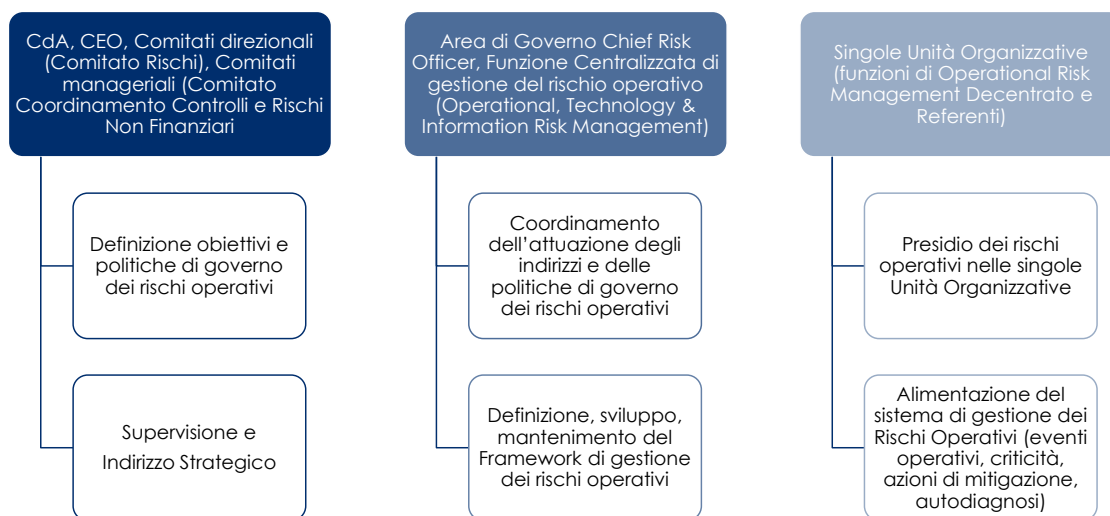 CdA, CEO, Comitati direzionali
(Comitato Rischi), Comitati
manageriali (Comitato
Coordinamento Controlli e Rischi
Non Finanziari
Definizione obiettivi e
politiche di governo
dei rischi operativi
Supervisione e
Indirizzo Strategico
Area di Governo Chief Risk
Officer, Funzione Centralizzata di
gestione del rischio operativo
(Operational, Technology &
Information Risk Management)
Coordinamento
dell’attuazione degli
indirizzi e delle
politiche di governo
dei rischi operativi
Definizione, sviluppo,
mantenimento del
Framework di gestione
dei rischi operativi
Singole Unità Organizzative
(funzioni di Operational Risk
Management Decentrato e
Referenti)
Presidio dei rischi
operativi nelle singole
Unità Organizzative
Alimentazione del
sistema di gestione dei
Rischi Operativi (eventi
operativi, criticità,
azioni di mitigazione,
autodiagnosi)